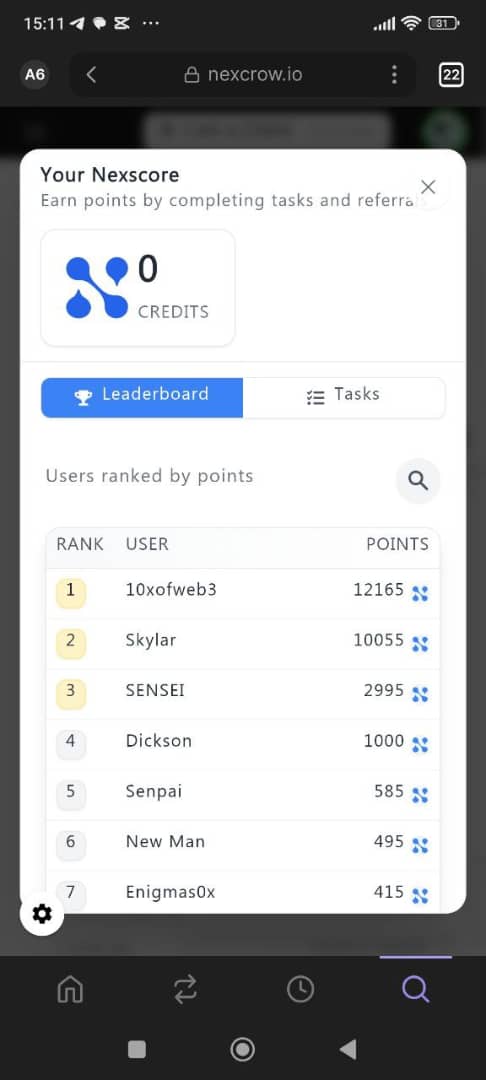 15:11 ... 31
A6 nexcrow.io 22
Your Nexscore
Earn points by completing tasks and referrals
0
CREDITS
Leaderboard Tasks
Users ranked by points
RANK USER POINTS
1 10xofweb3 12165
2 Skylar 10055
3 SENSEI 2995
4 Dickson 1000
5 Senpai 585
6 New Man 495
7 Enigmas0x 415